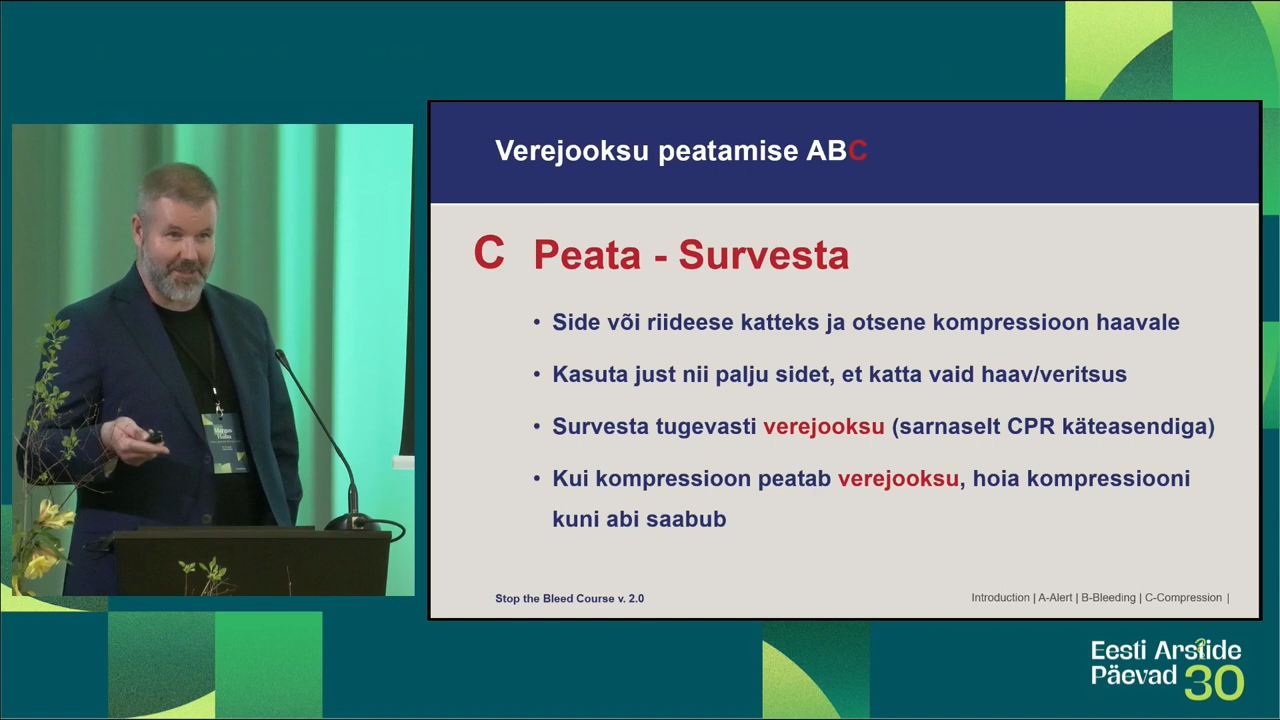 Verejooksu peatamise ABC
C Peata - Survesta
• Side või riideese katteks ja otsene kompressioon haavale
• Kasuta just nii palju sidet, et katta vaid haav/veritsus
• Survesta tugevasti verejooksu (sarnaselt CPR käteasendiga)
• Kui kompressioon peatab verejooksu, hoia kompressiooni
kuni abi saabub
Stop the Bleed Course v. 2.0
Introduction | A-Alert | B-Bleeding | C-Compression |
Margus
Eesti Arstide
Päevad 30